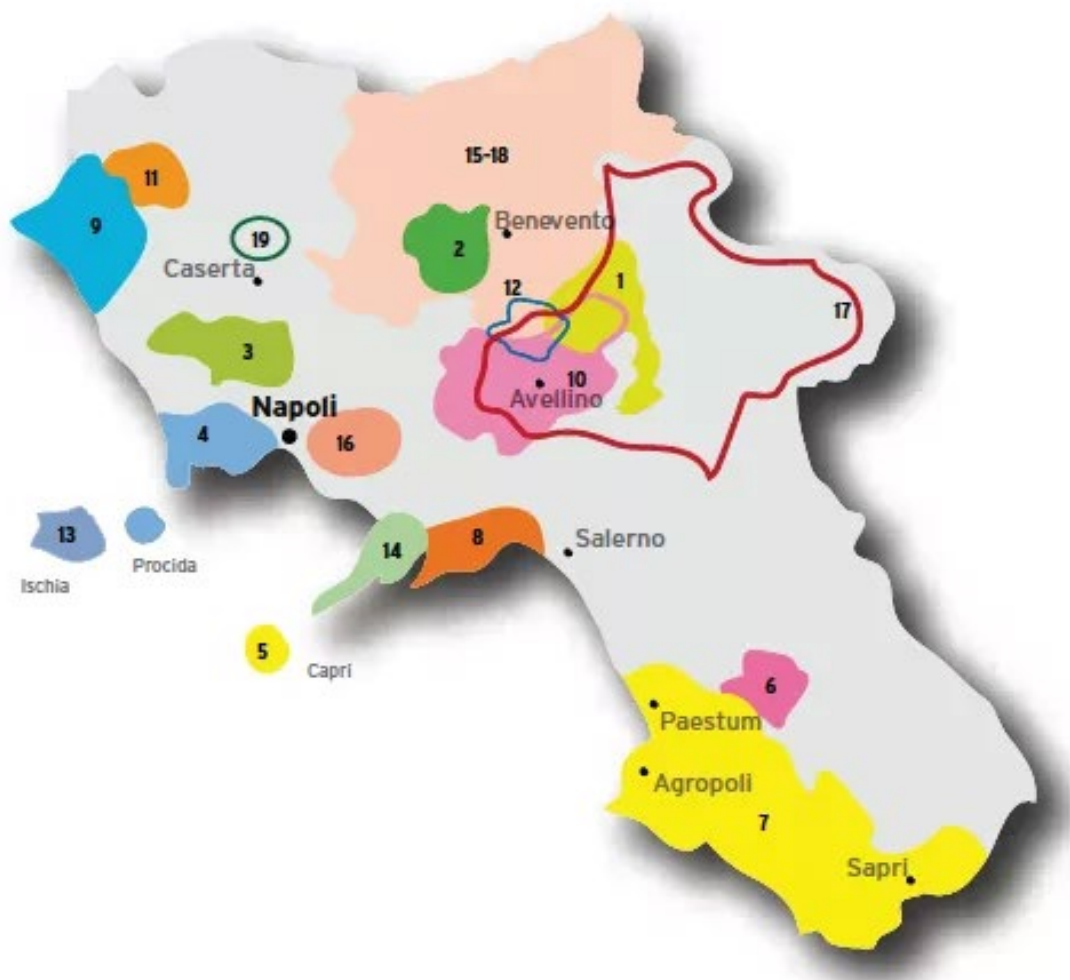 15-18
11
9
Benevento
19
2
Caserta
12
1
17
3
10
Avellino
Napoli
4
16
13
14
8
Salerno
Procida
Ischia
5
Capri
6
Paestum
Agropoli
7
Sapri